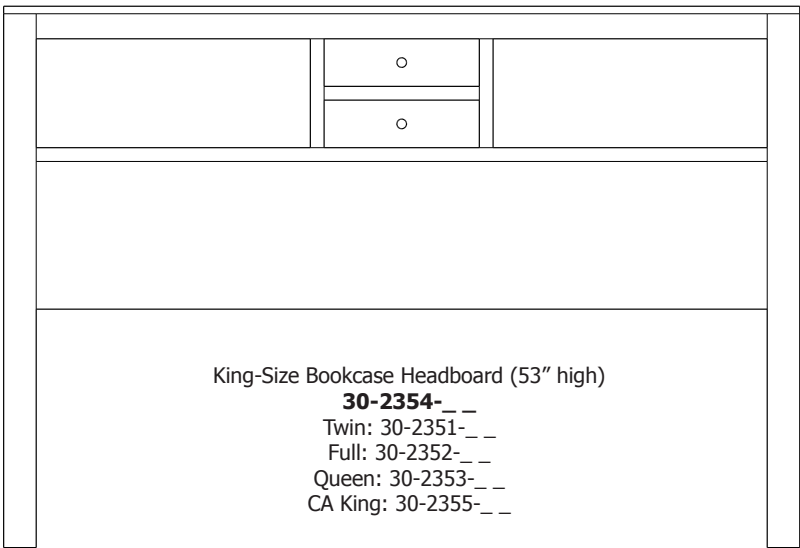 King-Size Bookcase Headboard (53” high)
30-2354-_ _
Twin: 30-2351-_ _
Full: 30-2352-_ _
Queen: 30-2353-_ _
CA King: 30-2355-_ _